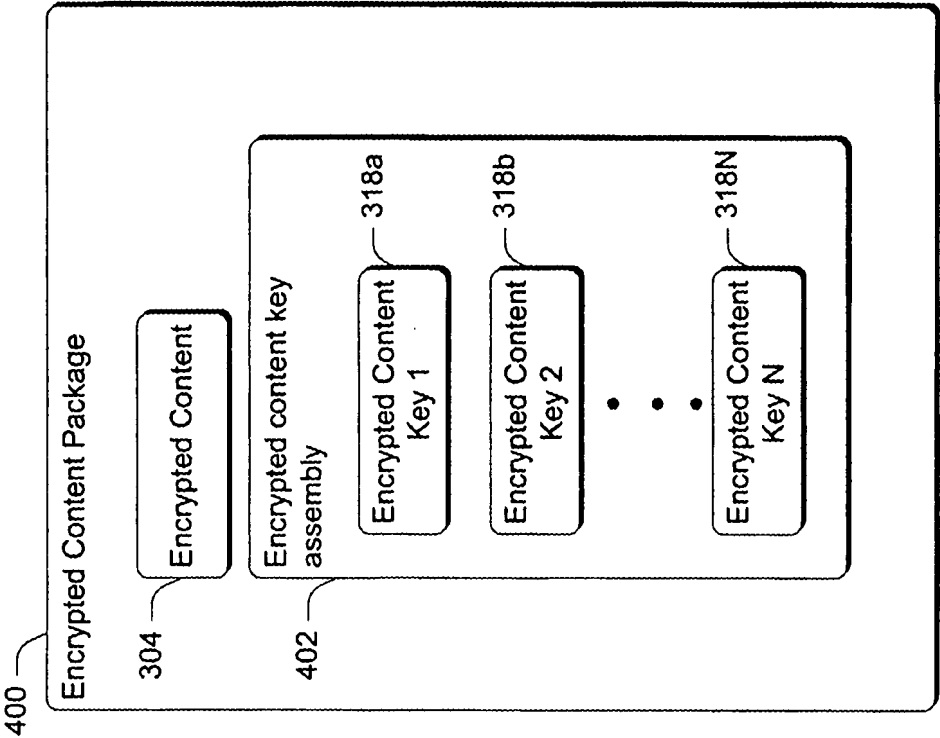 400
Encrypted Content Package
304
Encrypted Content
402
Encrypted content key
assembly
Encrypted Content
Key 1
318a
Encrypted Content
Key 2
318b
Encrypted Content
Key N
318N